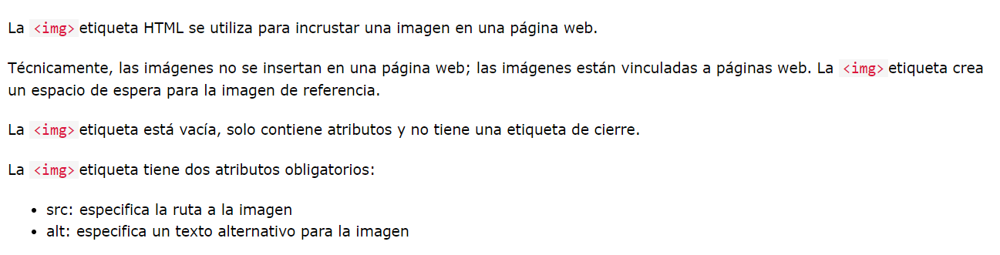 La <img> etiqueta HTML se utiliza para incrustar una imagen en una página web.
Técnicamente, las imágenes no se insertan en una página web; las imágenes están vinculadas a páginas web. La <img> etiqueta crea
un espacio de espera para la imagen de referencia.
La <img> etiqueta está vacía, solo contiene atributos y no tiene una etiqueta de cierre.
La <img> etiqueta tiene dos atributos obligatorios:
• src: especifica la ruta a la imagen
• alt: especifica un texto alternativo para la imagen